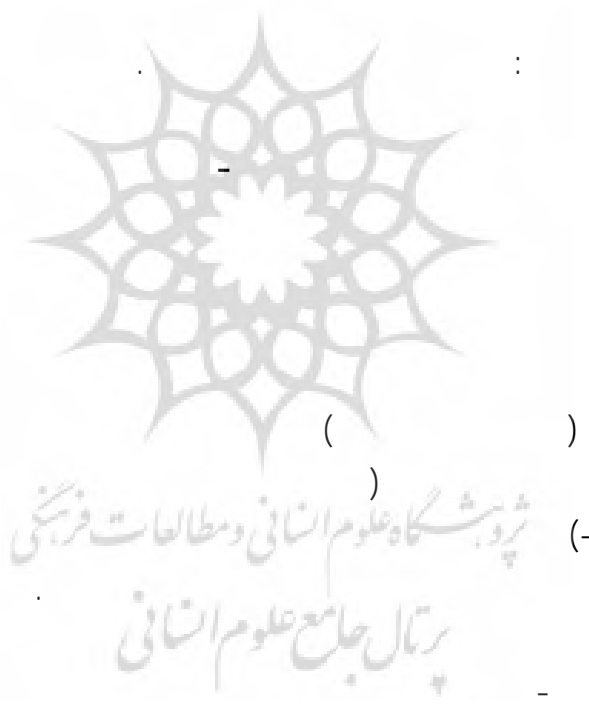 پژوهشگاه علوم انسانی و مطالعات فرهنگی
پرتال جامع علوم انسانی